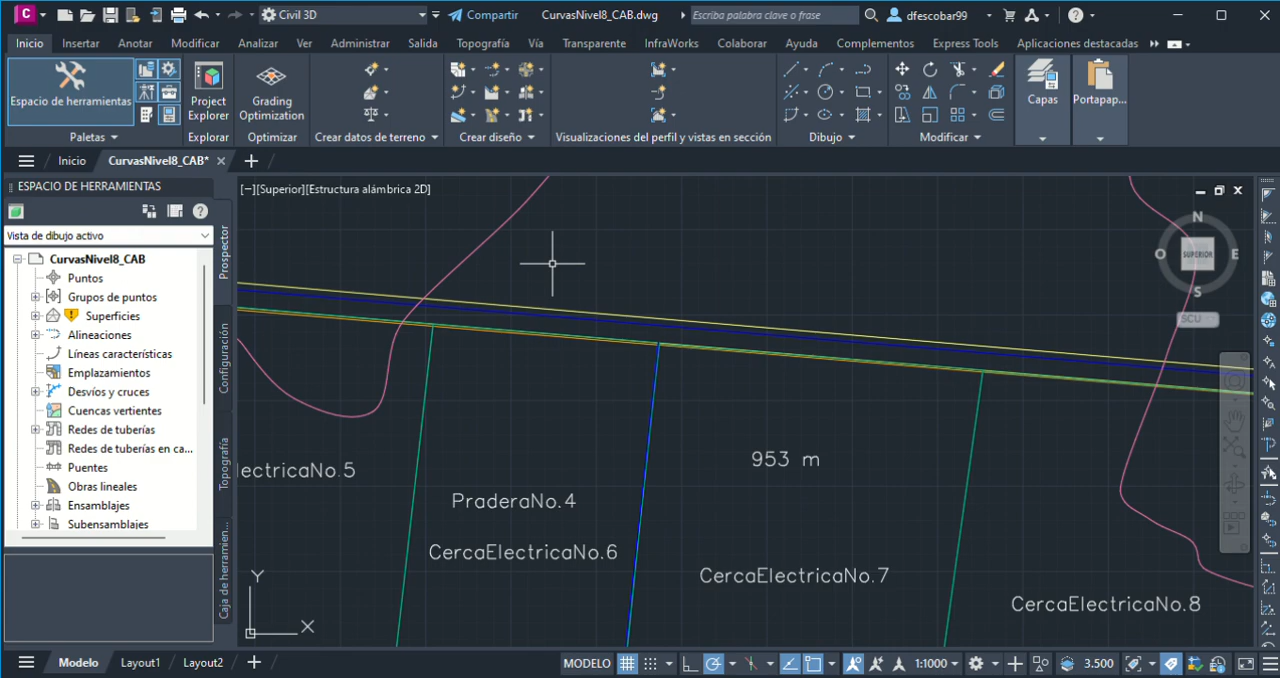 C Civil 3D Compartir CurvasNivel8_CAB.dwg Escriba palabra clave o frase dfescobar99
Inicio Insertar Anotar Modificar Analizar Ver Administrar Salida Topografía Vía Transparente InfraWorks Colaborar Ayuda Complementos Express Tools Aplicaciones destacadas
Espacio de herramientas
Project Explorer
Grading Optimization
Capas
Portapap...
Paletas Explorar Optimizar Crear datos de terreno Crear diseño Visualizaciones del perfil y vistas en sección Dibujo Modificar
Inicio CurvasNivel8_CAB*
ESPACIO DE HERRAMIENTAS
Vista de dibujo activo
CurvasNivel8_CAB
Puntos
Grupos de puntos
Superficies
Alineaciones
Líneas características
Emplazamientos
Desvíos y cruces
Cuencas vertientes
Redes de tuberías
Redes de tuberías en ca...
Puentes
Obras lineales
Ensamblajes
Subensamblajes
Prospector
Configuración
Topografía
Caja de herramien...
[−][Superior][Estructura alámbrica 2D]
N
O SUPERIOR E
S
SCU
953 m
lectricaNo.5
PraderaNo.4
CercaElectricaNo.6
CercaElectricaNo.7
CercaElectricaNo.8
Y
X
Modelo Layout1 Layout2 MODELO 1:1000 3.500